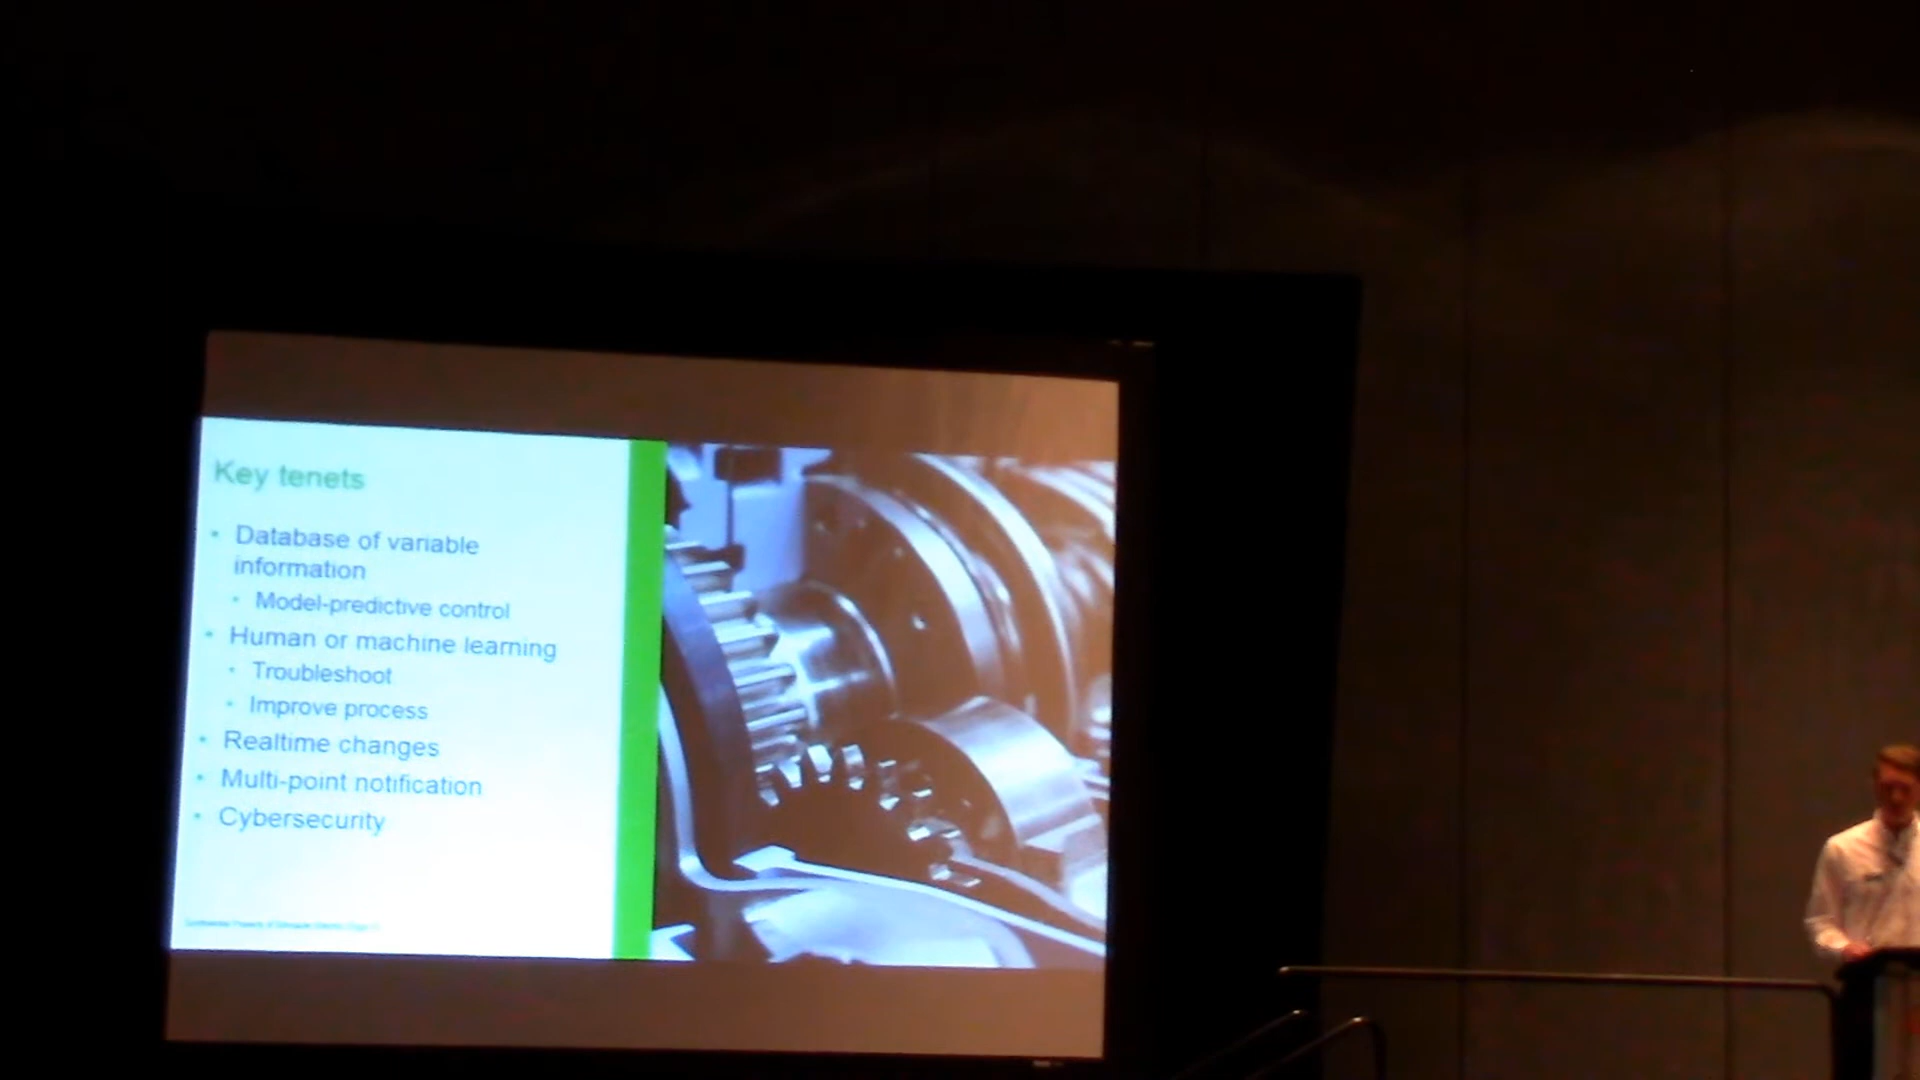 Key tenets
• Database of variable
information
• Model-predictive control
• Human or machine learning
• Troubleshoot
• Improve process
• Realtime changes
• Multi-point notification
• Cybersecurity